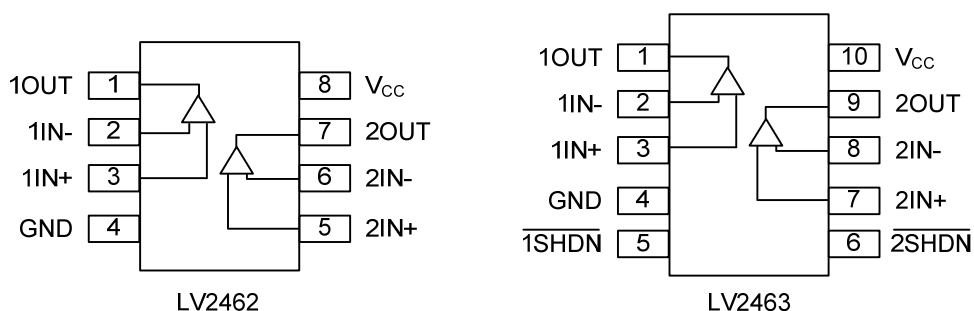 1OUT 1 8 VCC
1IN- 2 7 2OUT
1IN+ 3 6 2IN-
GND 4 5 2IN+
LV2462
1OUT 1 10 VCC
1IN- 2 9 2OUT
1IN+ 3 8 2IN-
GND 4 7 2IN+
1SHDN 5 6 2SHDN
LV2463